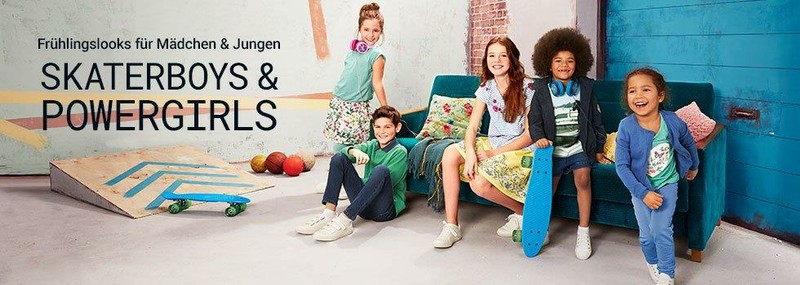 Frühlingslooks für Mädchen & Jungen
SKATERBOYS &
POWERGIRLS